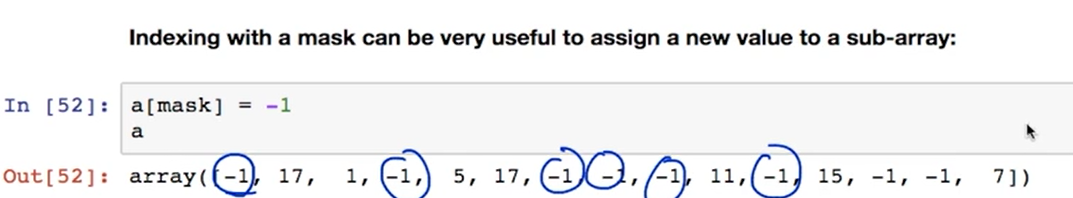 Indexing with a mask can be very useful to assign a new value to a sub-array:
In [52]: a[mask] = -1
a
Out[52]: array([-1, 17, 1, -1, 5, 17, -1, -1, -1, 11, -1, 15, -1, -1, 7])